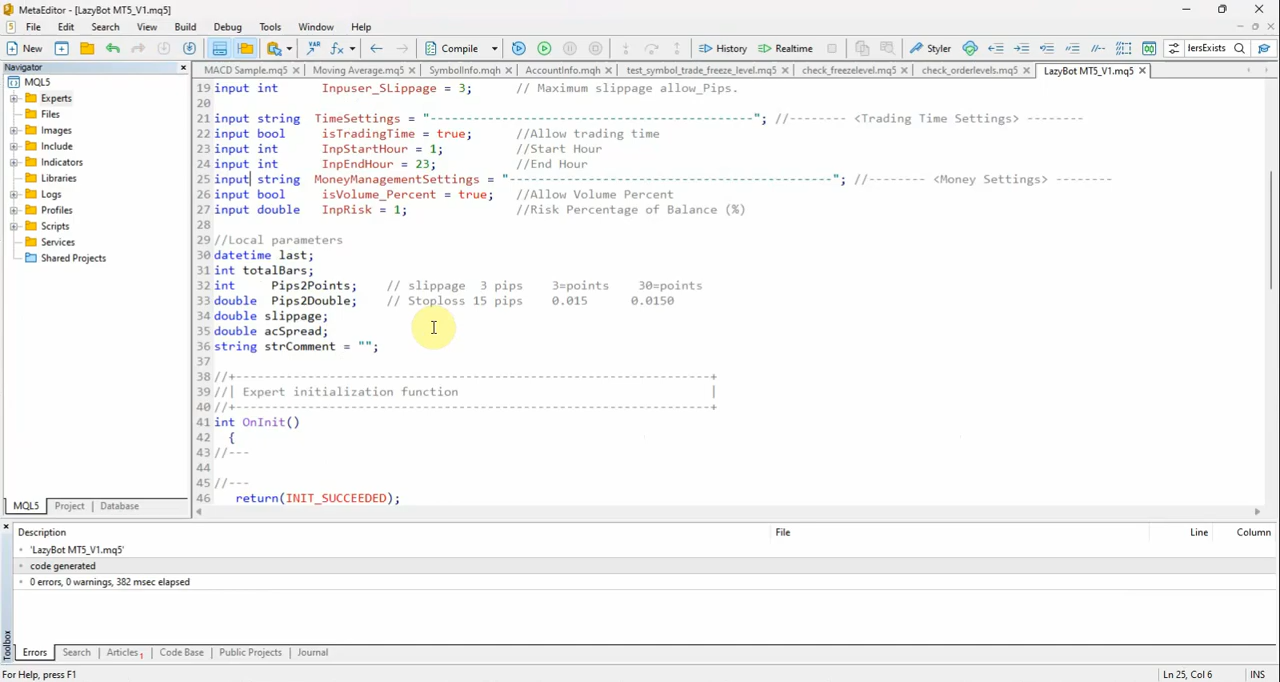 MetaEditor - [LazyBot MT5_V1.mq5]
File Edit Search View Build Debug Tools Window Help
New Compile History Realtime Styler IersExists
Navigator
MACD Sample.mq5 Moving Average.mq5 SymbolInfo.mqh AccountInfo.mqh test_symbol_trade_freeze_level.mq5 check_freezelevel.mq5 check_orderlevels.mq5 LazyBot MT5_V1.mq5
MQL5
Experts
Files
Images
Include
Indicators
Libraries
Logs
Profiles
Scripts
Services
Shared Projects
MQL5 Project Database
19 input int Inpuser_SLippage = 3; // Maximum slippage allow_Pips.
20
21 input string TimeSettings = "----------------------------------------------"; //-------- <Trading Time Settings> --------
22 input bool isTradingTime = true; //Allow trading time
23 input int InpStartHour = 1; //Start Hour
24 input int InpEndHour = 23; //End Hour
25 input string MoneyManagementSettings = "----------------------------------------------"; //-------- <Money Settings> --------
26 input bool isVolume_Percent = true; //Allow Volume Percent
27 input double InpRisk = 1; //Risk Percentage of Balance (%)
28
29 //Local parameters
30 datetime last;
31 int totalBars;
32 int Pips2Points; // slippage 3 pips 3=points 30=points
33 double Pips2Double; // Stoploss 15 pips 0.015 0.0150
34 double slippage;
35 double acSpread;
36 string strComment = "";
37
38 //+------------------------------------------------------------------+
39 //| Expert initialization function |
40 //+------------------------------------------------------------------+
41 int OnInit()
42 {
43 //---
44
45 //---
46 return(INIT_SUCCEEDED);
Description File Line Column
'LazyBot MT5_V1.mq5'
code generated
0 errors, 0 warnings, 382 msec elapsed
Toolbox
Errors Search Articles 1 Code Base Public Projects Journal
For Help, press F1 Ln 25, Col 6 INS